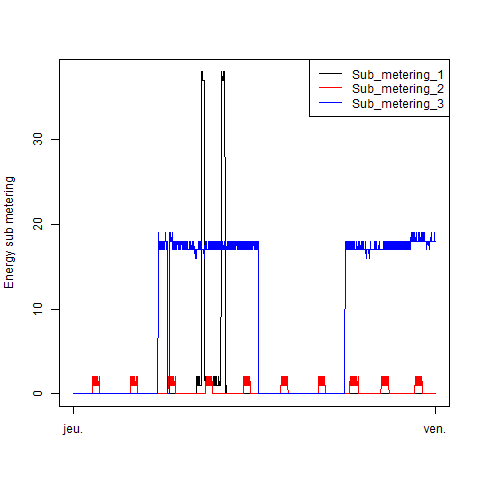 Sub_metering_1
Sub_metering_2
Sub_metering_3
Energy sub metering
30
20
10
0
jeu.
ven.